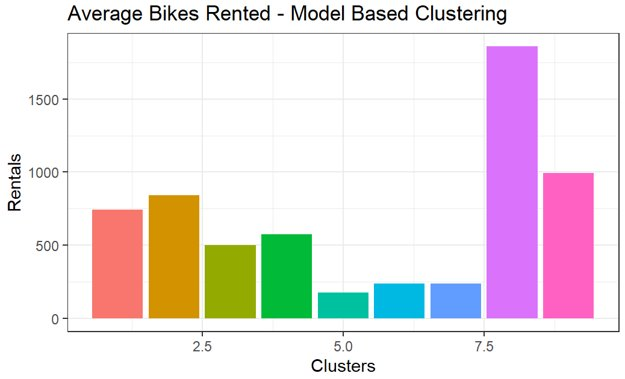 Average Bikes Rented - Model Based Clustering
1500
1000
500
0
Rentals
2.5 5.0 7.5
Clusters